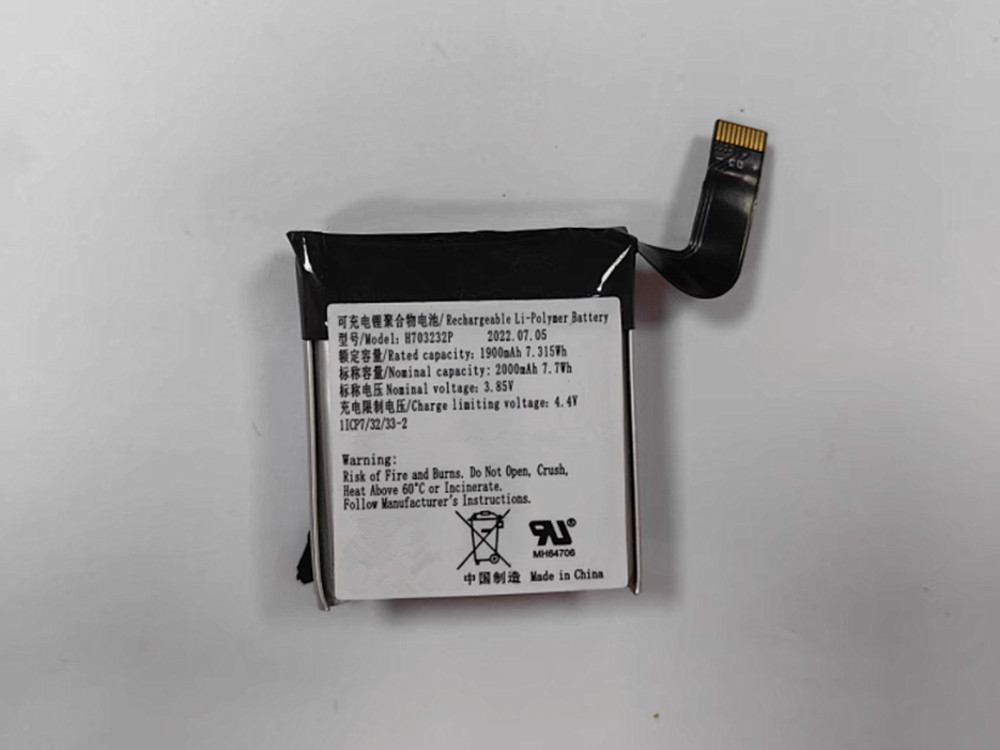 可充电锂聚合物电池/Rechargeable Li-Polymer Battery
型号/Model: H703232P 2022.07.05
额定容量/Rated capacity: 1900mAh 7.315Wh
标称容量/Nominal capacity: 2000mAh 7.7Wh
标称电压 Nominal voltage: 3.85V
充电限制电压/Charge limiting voltage: 4.4V
1ICP7/32/33-2
Warning:
Risk of Fire and Burns. Do Not Open, Crush,
Heat Above 60°C or Incinerate.
Follow Manufacturer's Instructions.
RU®
MH64706
中国制造 Made in China